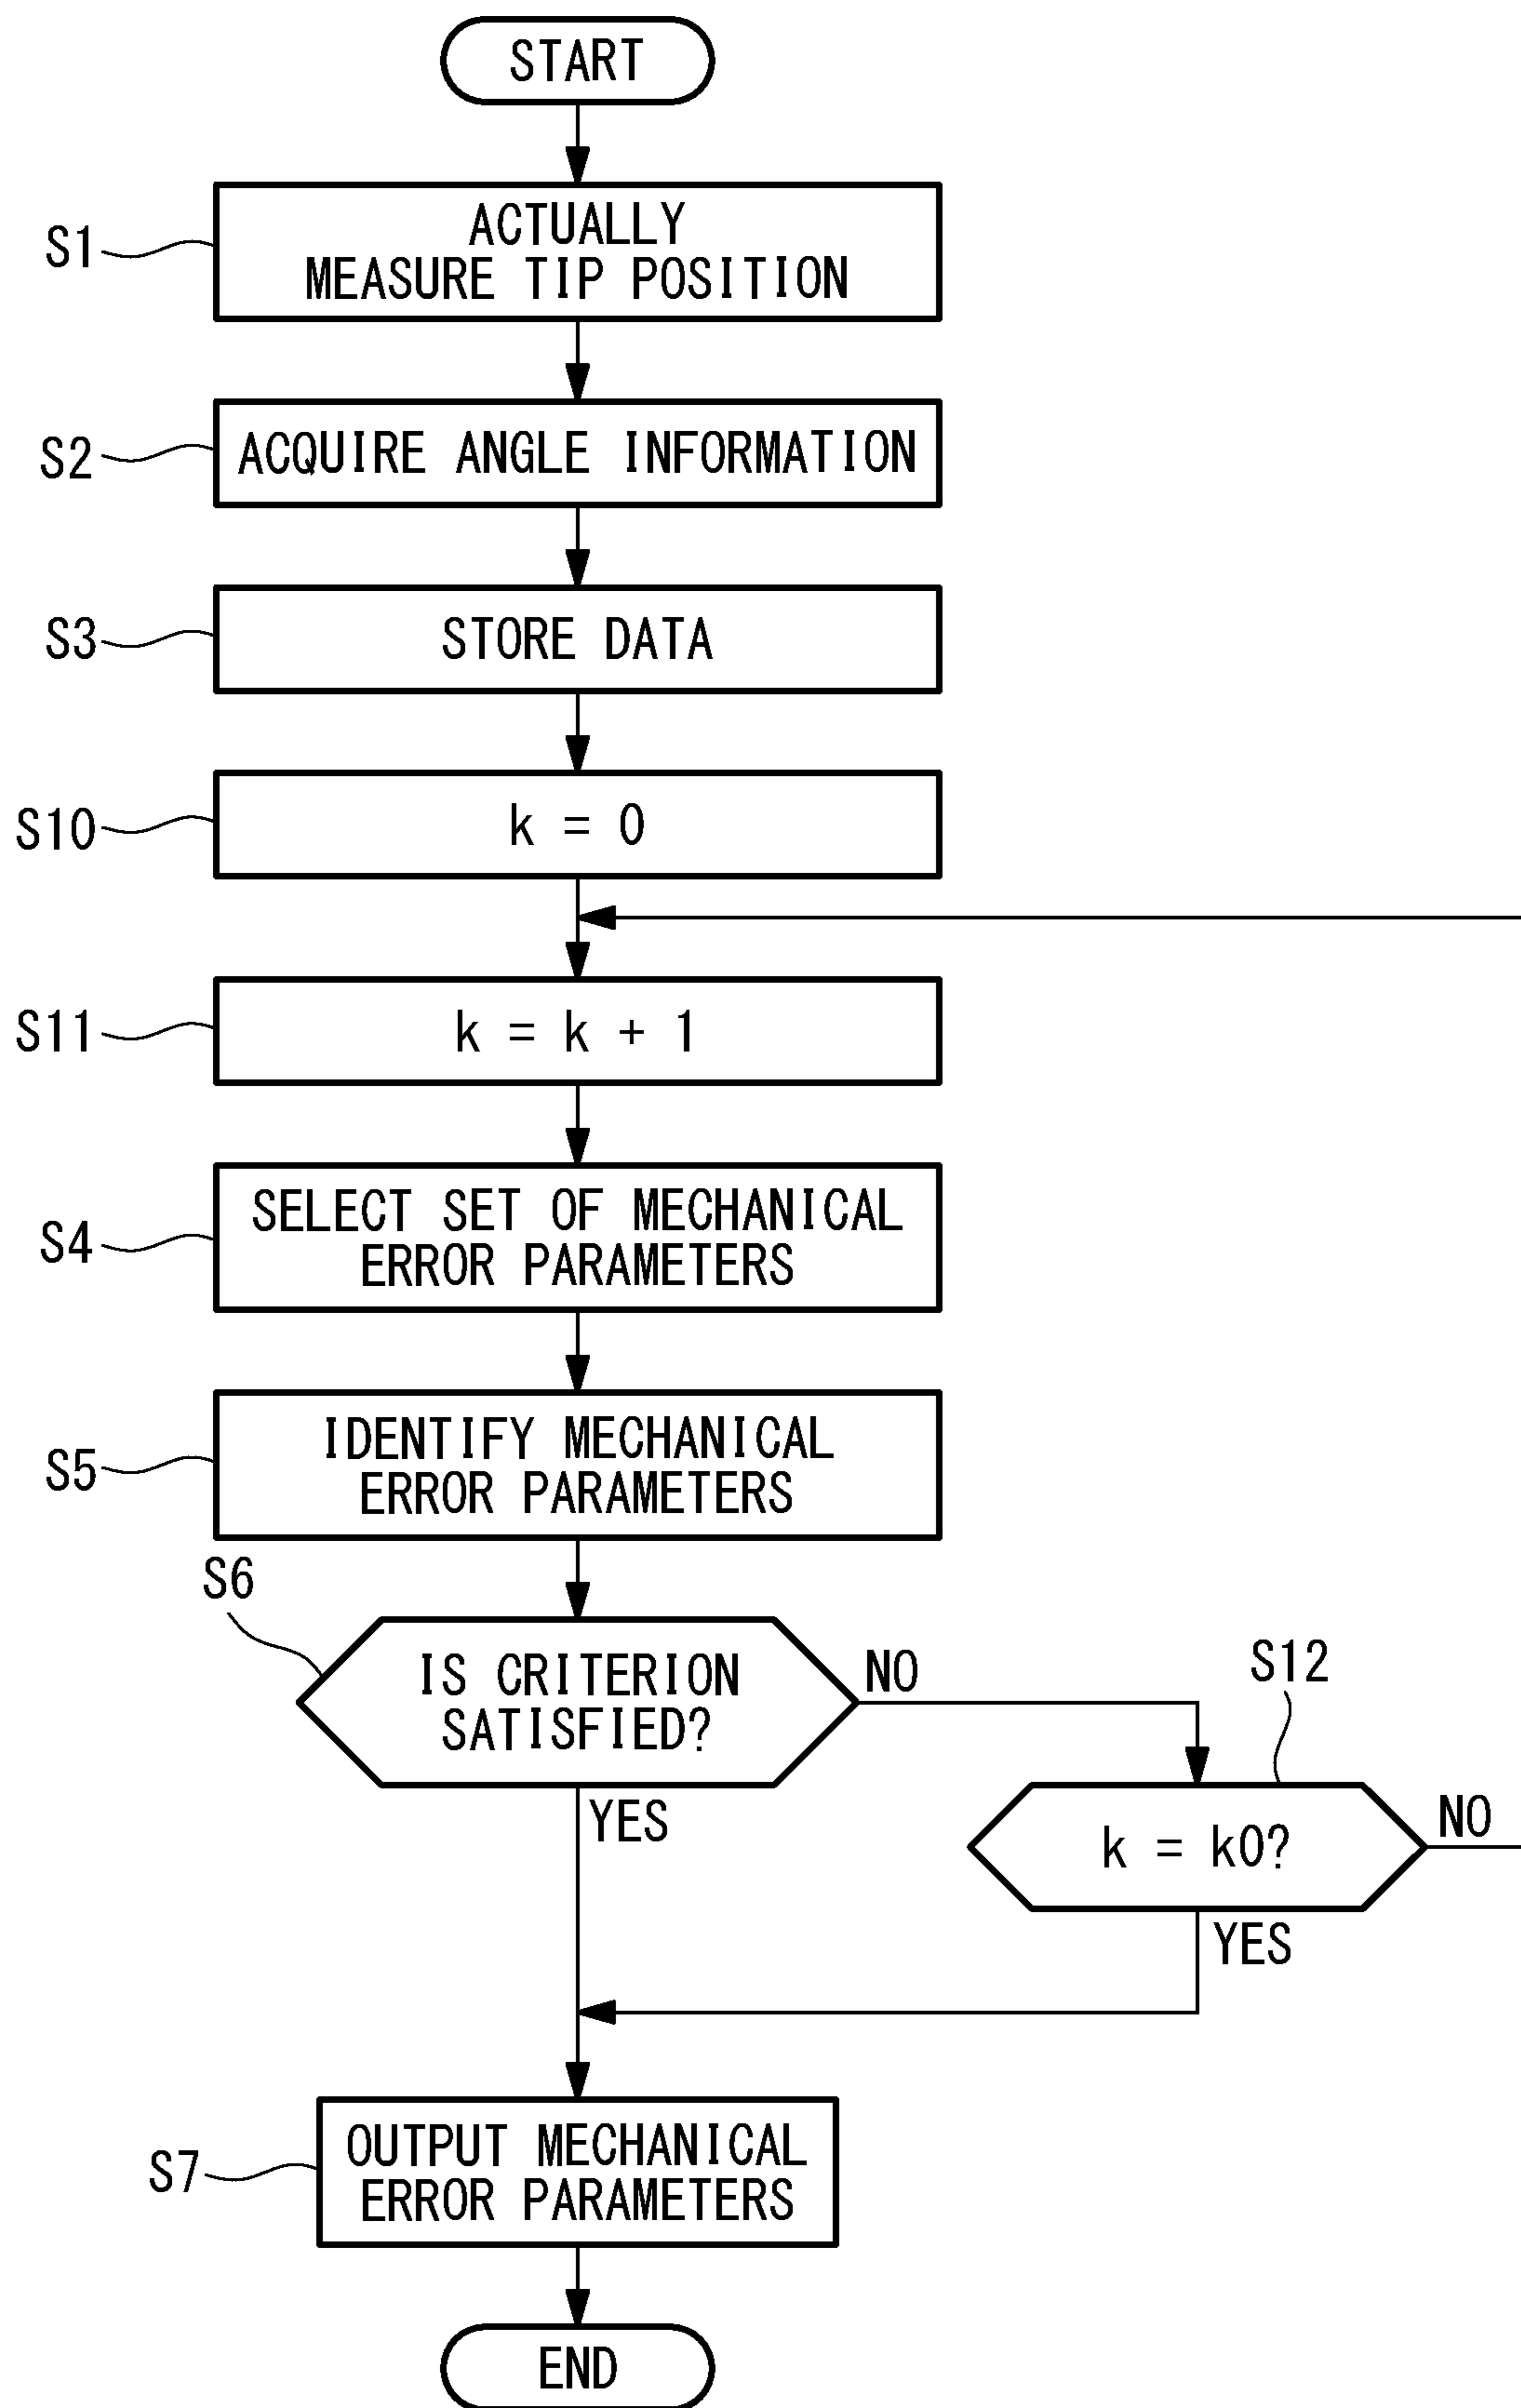 START
S1
ACTUALLY
MEASURE TIP POSITION
S2
ACQUIRE ANGLE INFORMATION
S3
STORE DATA
S10
k = 0
S11
k = k + 1
S4
SELECT SET OF MECHANICAL
ERROR PARAMETERS
S5
IDENTIFY MECHANICAL
ERROR PARAMETERS
S6
IS CRITERION
SATISFIED?
NO
YES
S12
k = k0?
NO
YES
S7
OUTPUT MECHANICAL
ERROR PARAMETERS
END